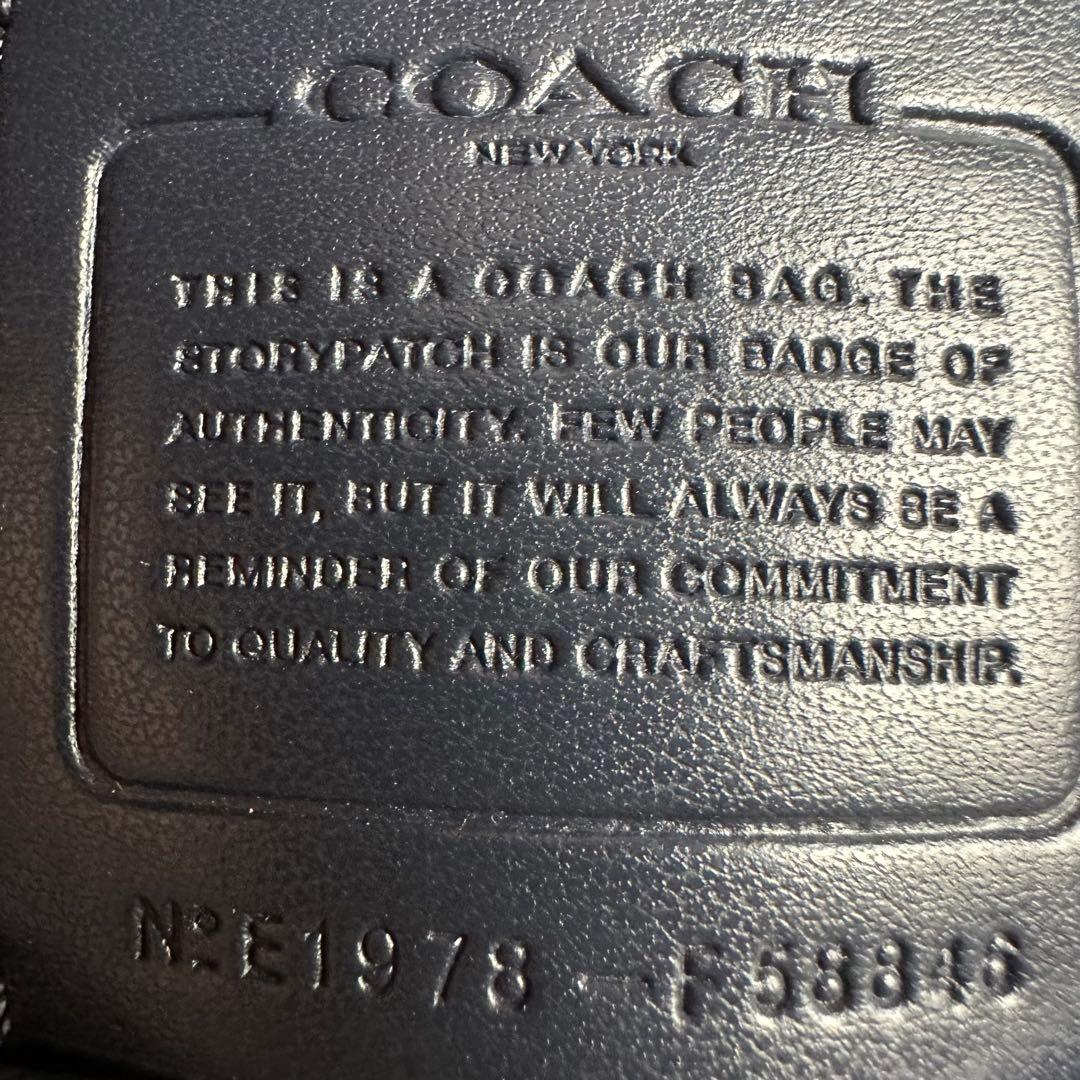 COACH
NEW YORK
THIS IS A COACH BAG. THE
STORYPATCH IS OUR BADGE OF
AUTHENTICITY. FEW PEOPLE MAY
SEE IT, BUT IT WILL ALWAYS BE A
REMINDER OF OUR COMMITMENT
TO QUALITY AND CRAFTSMANSHIP.
Nº E1978 - F58846